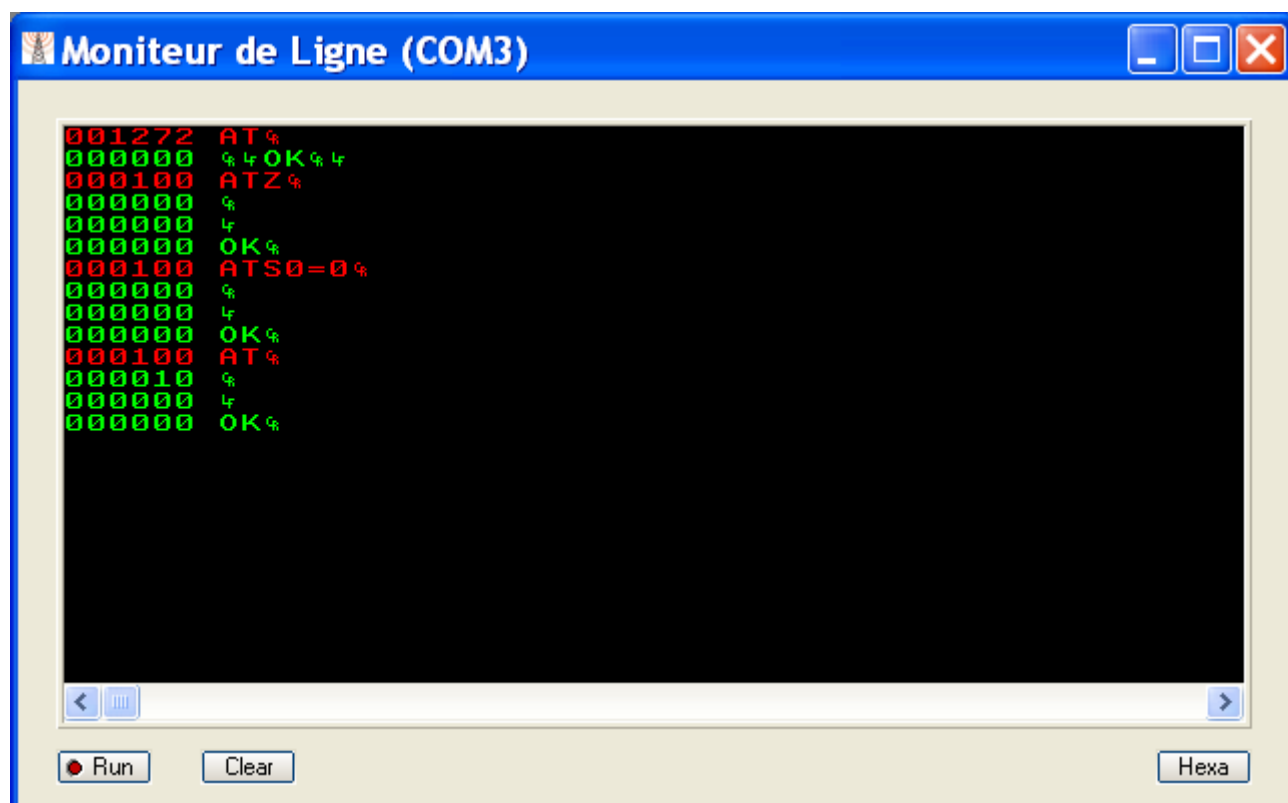 Moniteur de Ligne (COM3)
001272 AT␍
000000 ␍␊OK␍␊
000100 ATZ␍
000000 ␍
000000 ␊
000000 OK␍
000100 ATS0=0␍
000000 ␍
000000 ␊
000000 OK␍
000100 AT␍
000010 ␍
000000 ␊
000000 OK␍
Run Clear Hexa